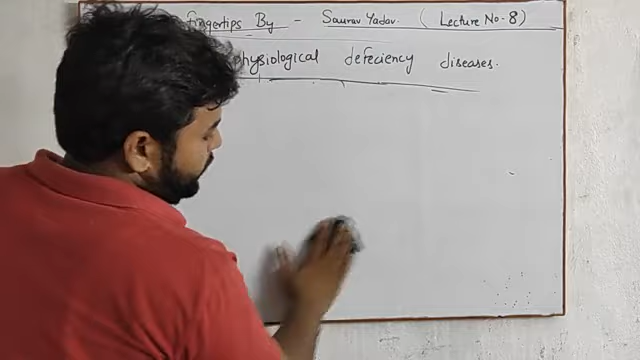 fingertips By - Saurav Yadav. ( Lecture No. 8)
physiological defeciency diseases.